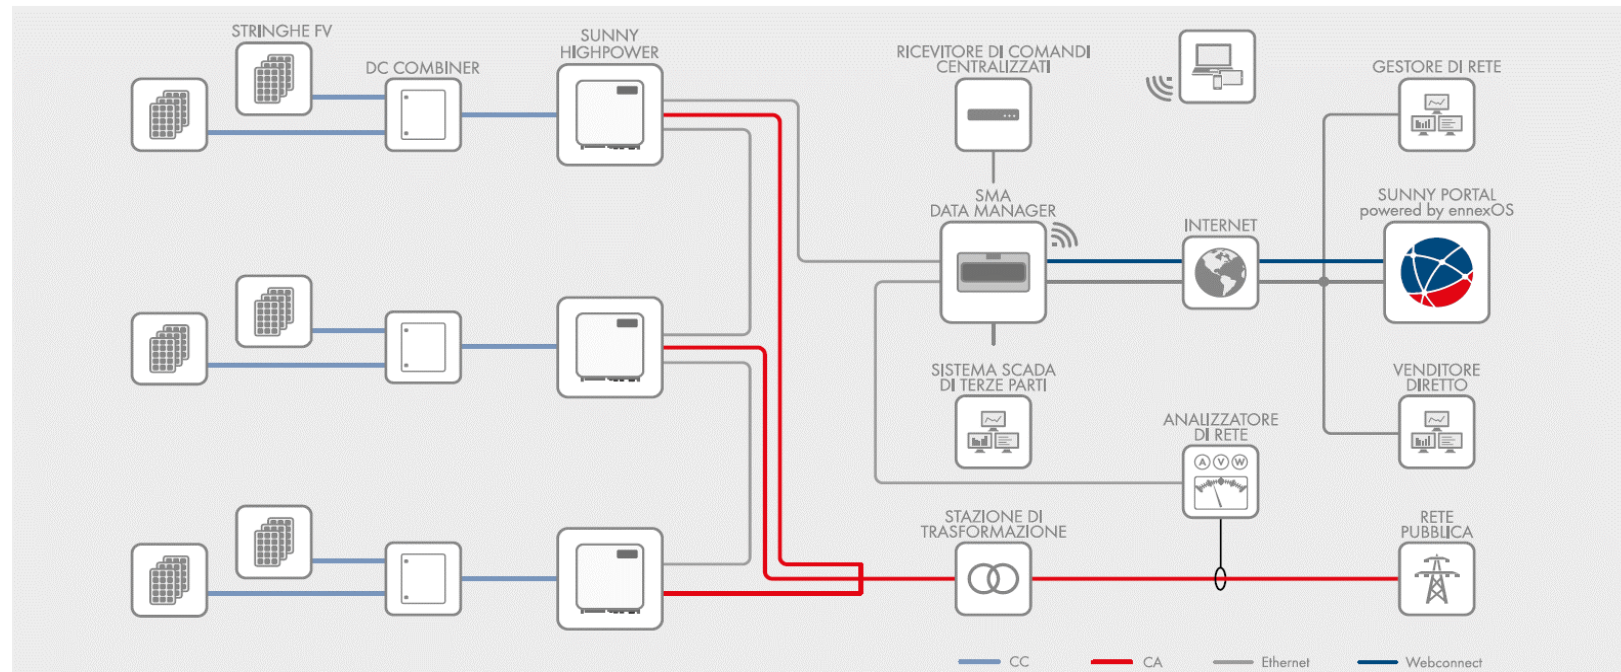 STRINGHE FV
DC COMBINER
SUNNY
HIGHPOWER
RICEVITORE DI COMANDI
CENTRALIZZATI
GESTORE DI RETE
SMA
DATA MANAGER
INTERNET
SUNNY PORTAL
powered by ennexOS
SISTEMA SCADA
DI TERZE PARTI
VENDITORE
DIRETTO
ANALIZZATORE
DI RETE
A V W
STAZIONE DI
TRASFORMAZIONE
RETE
PUBBLICA
CC
CA
Ethernet
Webconnect